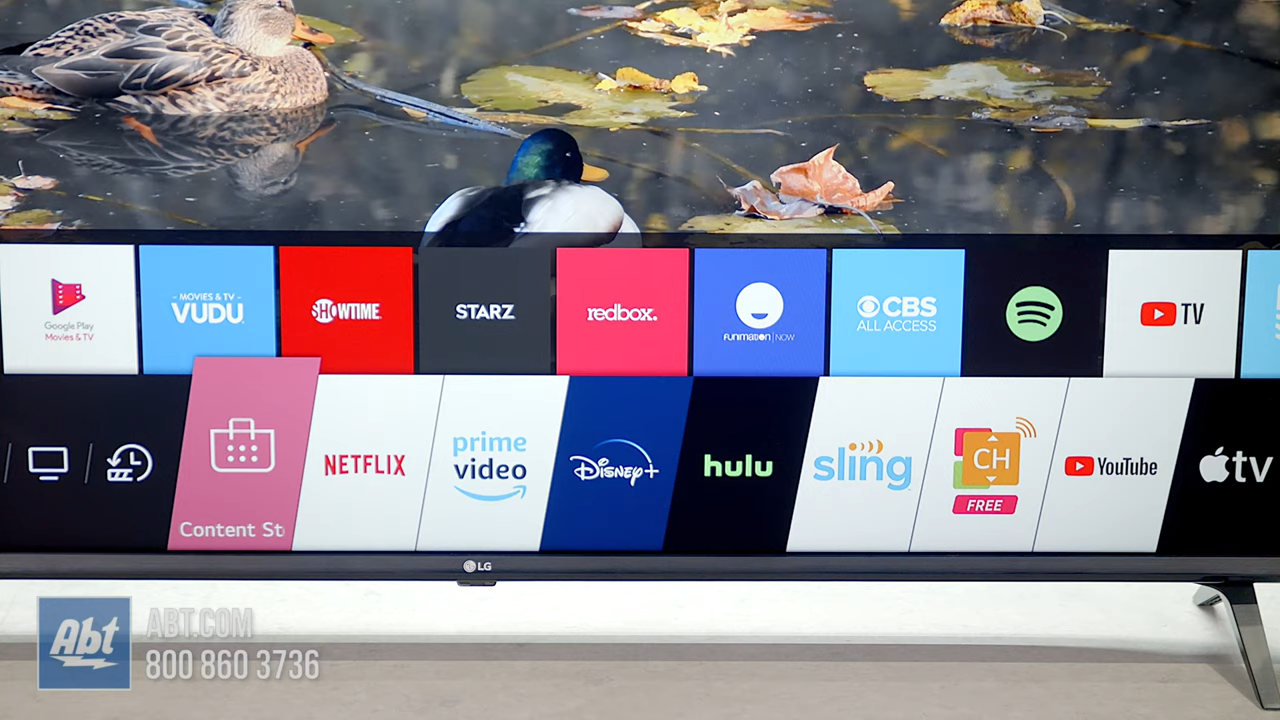 Google Play
Movies & TV
MOVIES & TV
VUDU
SHOWTIME
STARZ
redbox.
FUNIMATION | NOW
CBS
ALL ACCESS
TV
Content St
NETFLIX
prime
video
Disney+
hulu
sling
CH
FREE
YouTube
tv
LG
Abt
ABT.COM
800 860 3736